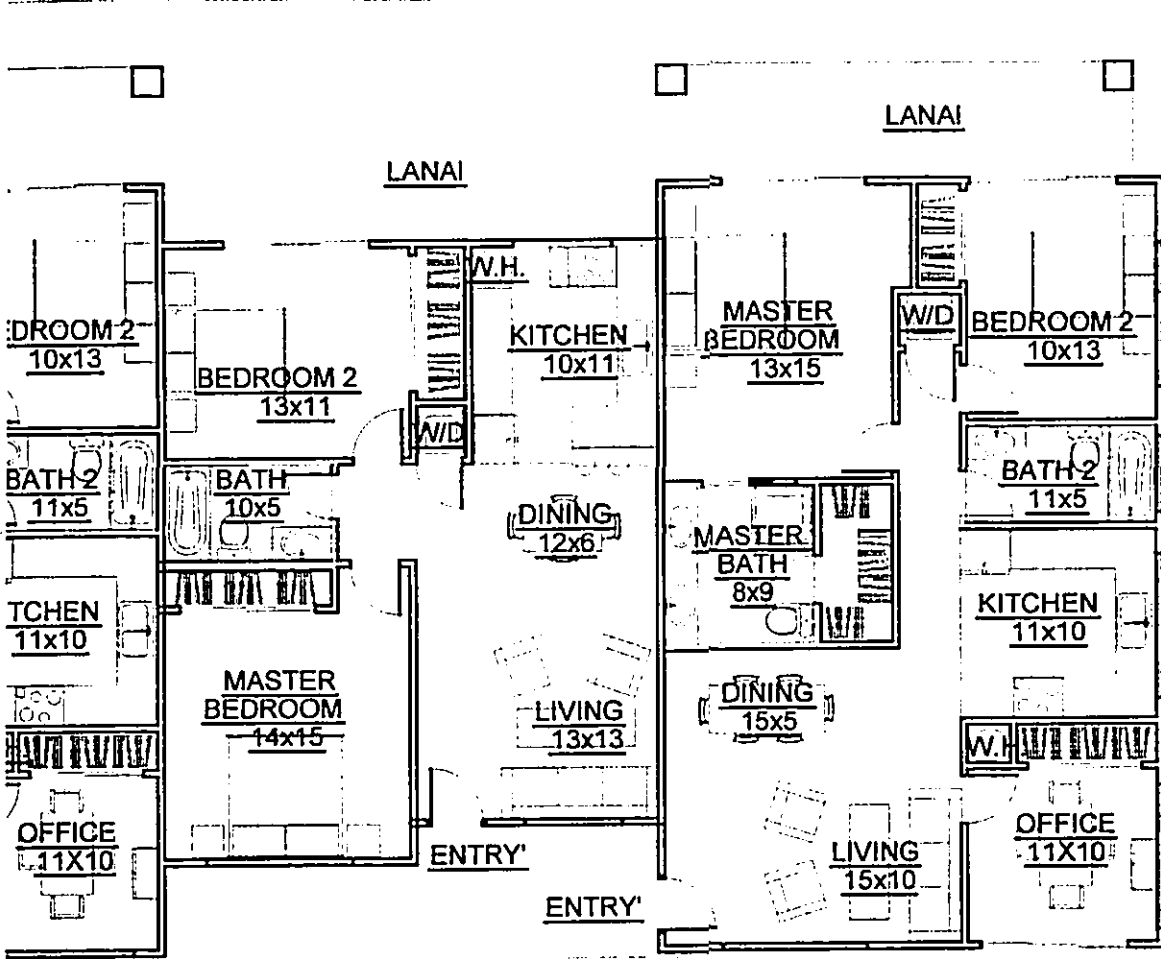 LANAI
LANAI
DROOM 2
10x13
BEDROOM 2
13x11
W.H.
KITCHEN
10x11
MASTER
BEDROOM
13x15
W/D
BEDROOM 2
10x13
W/D
BATH 2
11x5
BATH
10x5
DINING
12x6
MASTER
BATH
8x9
BATH 2
11x5
TCHEN
11x10
MASTER
BEDROOM
14x15
LIVING
13x13
DINING
15x5
KITCHEN
11x10
W.H
OFFICE
11X10
ENTRY'
ENTRY'
LIVING
15x10
OFFICE
11X10